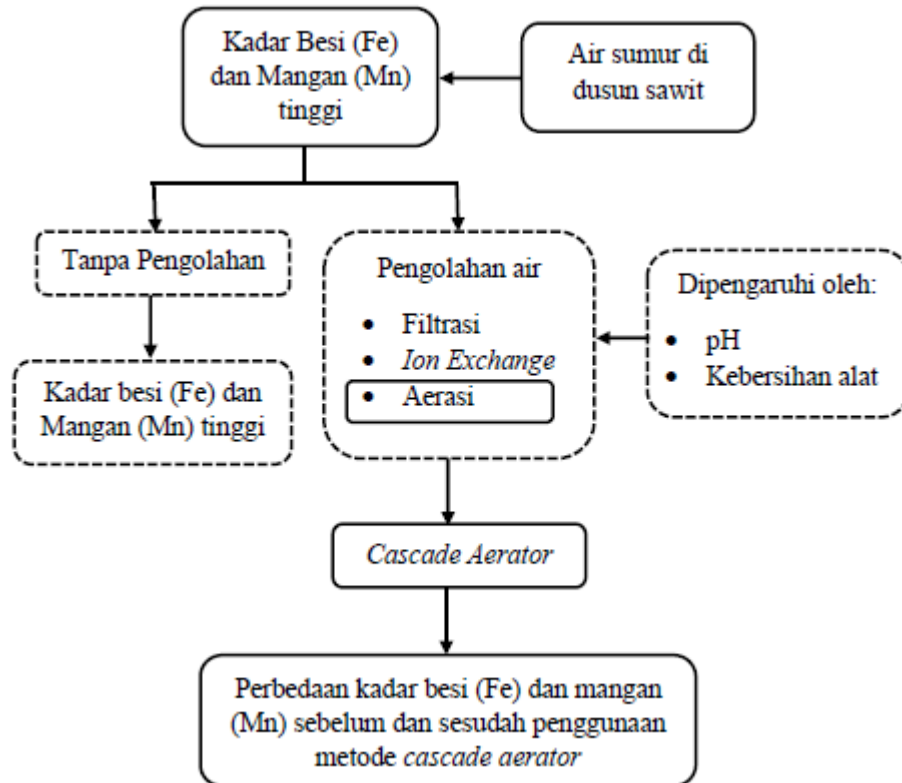 Kadar Besi (Fe)
dan Mangan (Mn)
tinggi
Air sumur di
dusun sawit
Tanpa Pengolahan
Kadar besi (Fe) dan
Mangan (Mn) tinggi
Pengolahan air
• Filtrasi
• Ion Exchange
• Aerasi
Dipengaruhi oleh:
• pH
• Kebersihan alat
Cascade Aerator
Perbedaan kadar besi (Fe) dan mangan
(Mn) sebelum dan sesudah penggunaan
metode cascade aerator